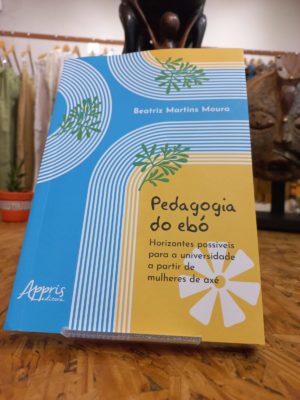 Beatriz Martins Moura
Pedagogia
do ebó
Horizontes possíveis
para a universidade
a partir de
mulheres de axé
Appris
editora